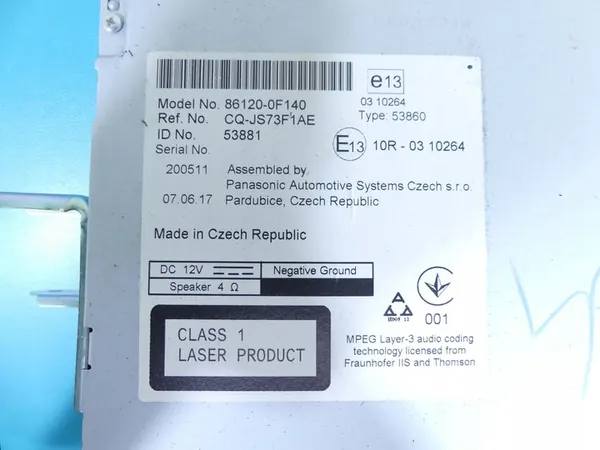 e13
Model No. 86120-0F140
03 10264
Ref. No. CQ-JS73F1AE
Type: 53860
ID No. 53881
E13 10R - 03 10264
Serial No.
200511 Assembled by
Panasonic Automotive Systems Czech s.r.o.
07.06.17 Pardubice, Czech Republic
Made in Czech Republic
DC 12V Negative Ground
Speaker 4 Ω
001
CLASS 1
LASER PRODUCT
MPEG Layer-3 audio coding
technology licensed from
Fraunhofer IIS and Thomson